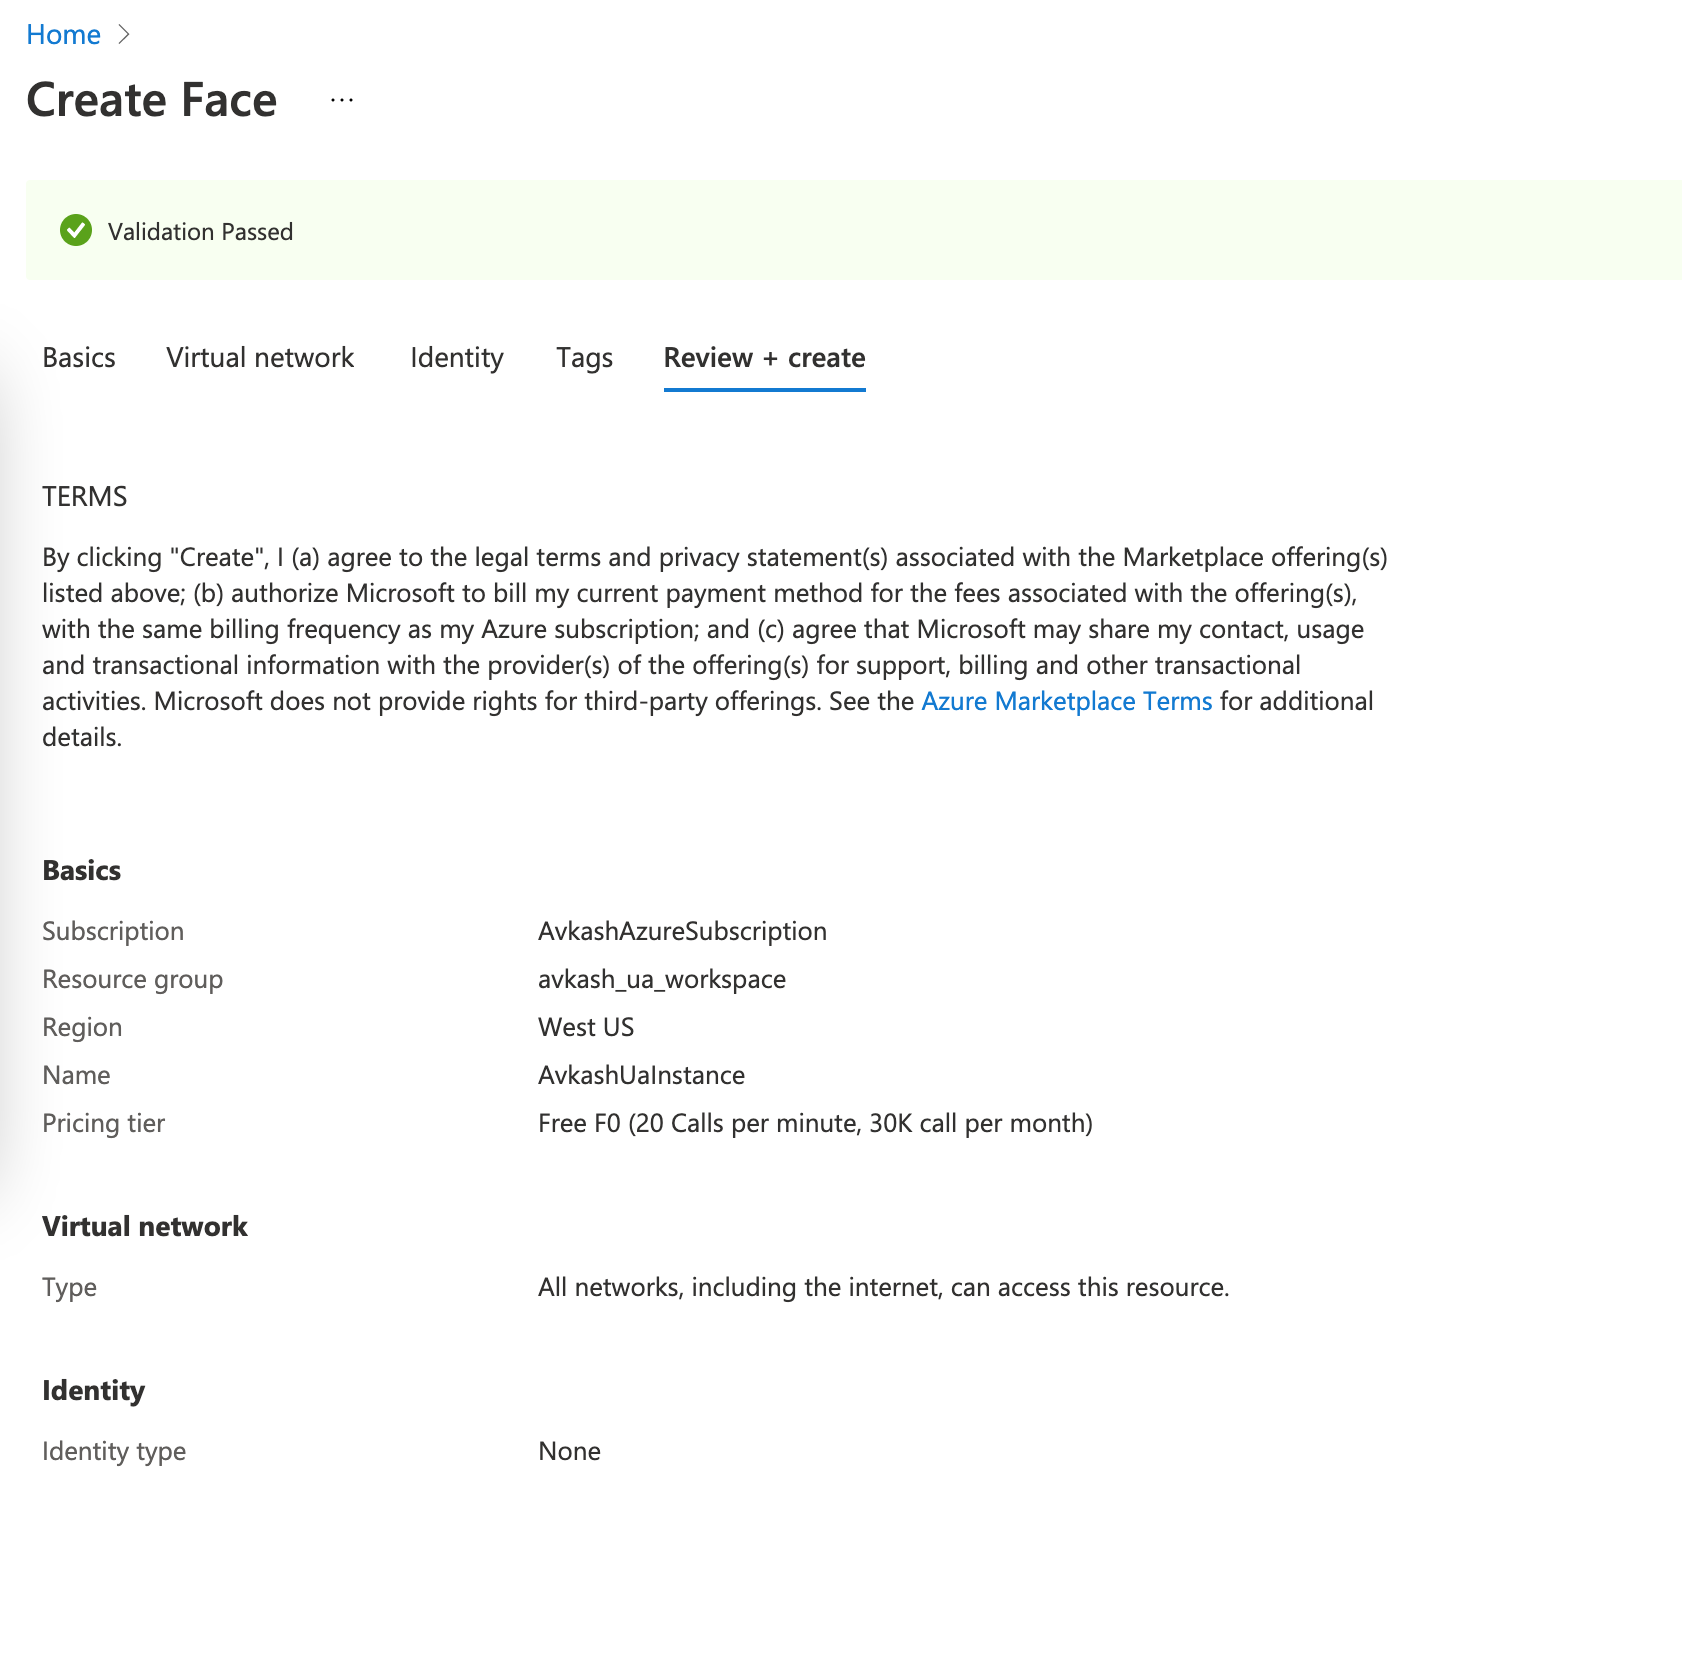 Home >
Create Face ...
Validation Passed
Basics Virtual network Identity Tags Review + create
TERMS
By clicking "Create", I (a) agree to the legal terms and privacy statement(s) associated with the Marketplace offering(s)
listed above; (b) authorize Microsoft to bill my current payment method for the fees associated with the offering(s),
with the same billing frequency as my Azure subscription; and (c) agree that Microsoft may share my contact, usage
and transactional information with the provider(s) of the offering(s) for support, billing and other transactional
activities. Microsoft does not provide rights for third-party offerings. See the Azure Marketplace Terms for additional
details.
Basics
Subscription AvkashAzureSubscription
Resource group avkash_ua_workspace
Region West US
Name AvkashUaInstance
Pricing tier Free F0 (20 Calls per minute, 30K call per month)
Virtual network
Type All networks, including the internet, can access this resource.
Identity
Identity type None